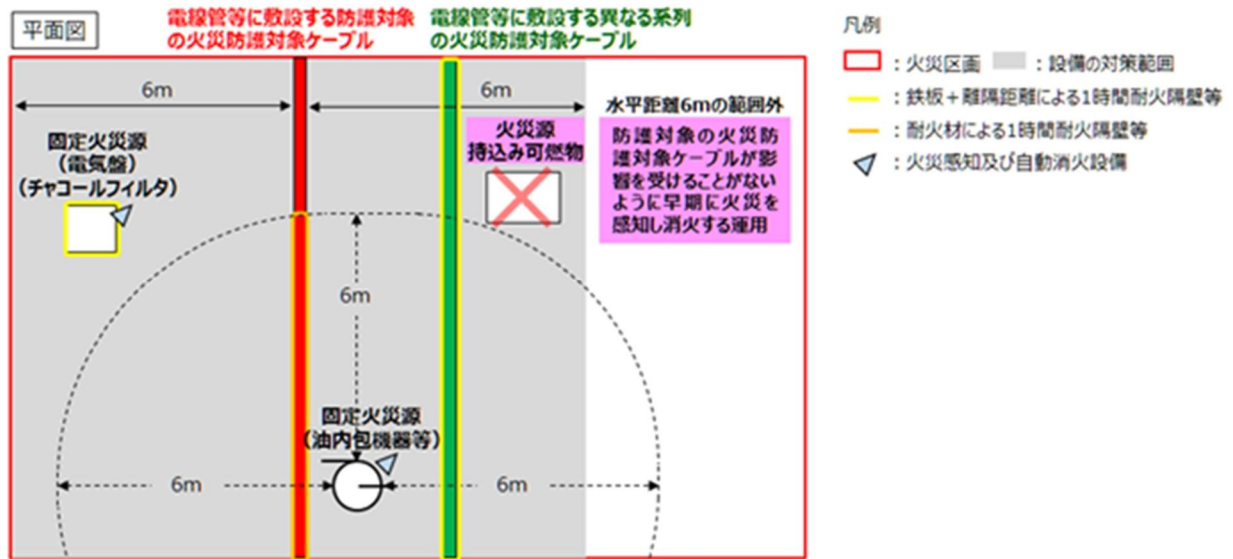 平面図
電線管等に敷設する防護対象
の火災防護対象ケーブル
電線管等に敷設する異なる系列
の火災防護対象ケーブル
凡例
：火災区画
：設備の対策範囲
：鉄板＋離隔距離による1時間耐火隔壁等
：耐火材による1時間耐火隔壁等
：火災感知及び自動消火設備
6m
6m
水平距離6mの範囲外
防護対象の火災防
護対象ケーブルが影
響を受けることがない
ように早期に火災を
感知し消火する運用
火災源
持込み可燃物
固定火災源
（電気盤）
（チャコールフィルタ）
6m
固定火災源
（油内包機器等）
6m
6m